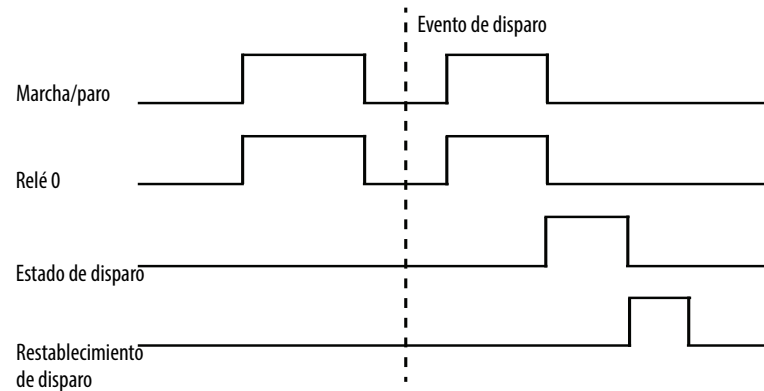 Evento de disparo
Marcha/paro
Relé 0
Estado de disparo
Restablecimiento
de disparo